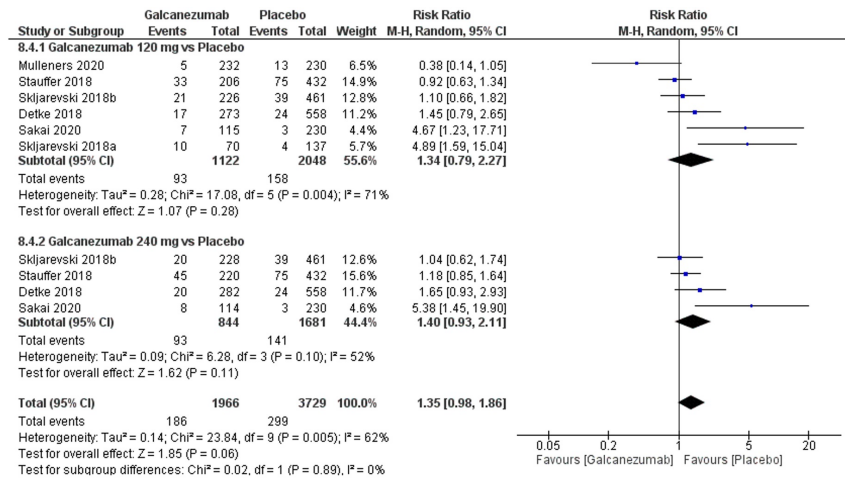 Galcanezumab Placebo Risk Ratio Risk Ratio
Study or Subgroup Events Total Events Total Weight M-H, Random, 95% CI M-H, Random, 95% CI
8.4.1 Galcanezumab 120 mg vs Placebo
Mulleners 2020 5 232 13 230 6.5% 0.38 [0.14, 1.05]
Stauffer 2018 33 206 75 432 14.9% 0.92 [0.63, 1.34]
Skljarevski 2018b 21 226 39 461 12.8% 1.10 [0.66, 1.82]
Detke 2018 17 273 24 558 11.2% 1.45 [0.79, 2.65]
Sakai 2020 7 115 3 230 4.4% 4.67 [1.23, 17.71]
Skljarevski 2018a 10 70 4 137 5.7% 4.89 [1.59, 15.04]
Subtotal (95% CI) 1122 2048 55.6% 1.34 [0.79, 2.27]
Total events 93 158
Heterogeneity: Tau² = 0.28; Chi² = 17.08, df = 5 (P = 0.004); I² = 71%
Test for overall effect: Z = 1.07 (P = 0.28)
8.4.2 Galcanezumab 240 mg vs Placebo
Skljarevski 2018b 20 228 39 461 12.6% 1.04 [0.62, 1.74]
Stauffer 2018 45 220 75 432 15.6% 1.18 [0.85, 1.64]
Detke 2018 20 282 24 558 11.7% 1.65 [0.93, 2.93]
Sakai 2020 8 114 3 230 4.6% 5.38 [1.45, 19.90]
Subtotal (95% CI) 844 1681 44.4% 1.40 [0.93, 2.11]
Total events 93 141
Heterogeneity: Tau² = 0.09; Chi² = 6.28, df = 3 (P = 0.10); I² = 52%
Test for overall effect: Z = 1.62 (P = 0.11)
Total (95% CI) 1966 3729 100.0% 1.35 [0.98, 1.86]
Total events 186 299
Heterogeneity: Tau² = 0.14; Chi² = 23.84, df = 9 (P = 0.005); I² = 62%
Test for overall effect: Z = 1.85 (P = 0.06)
Test for subgroup differences: Chi² = 0.02, df = 1 (P = 0.89), I² = 0%
0.05 0.2 1 5 20
Favours [Galcanezumab] Favours [Placebo]